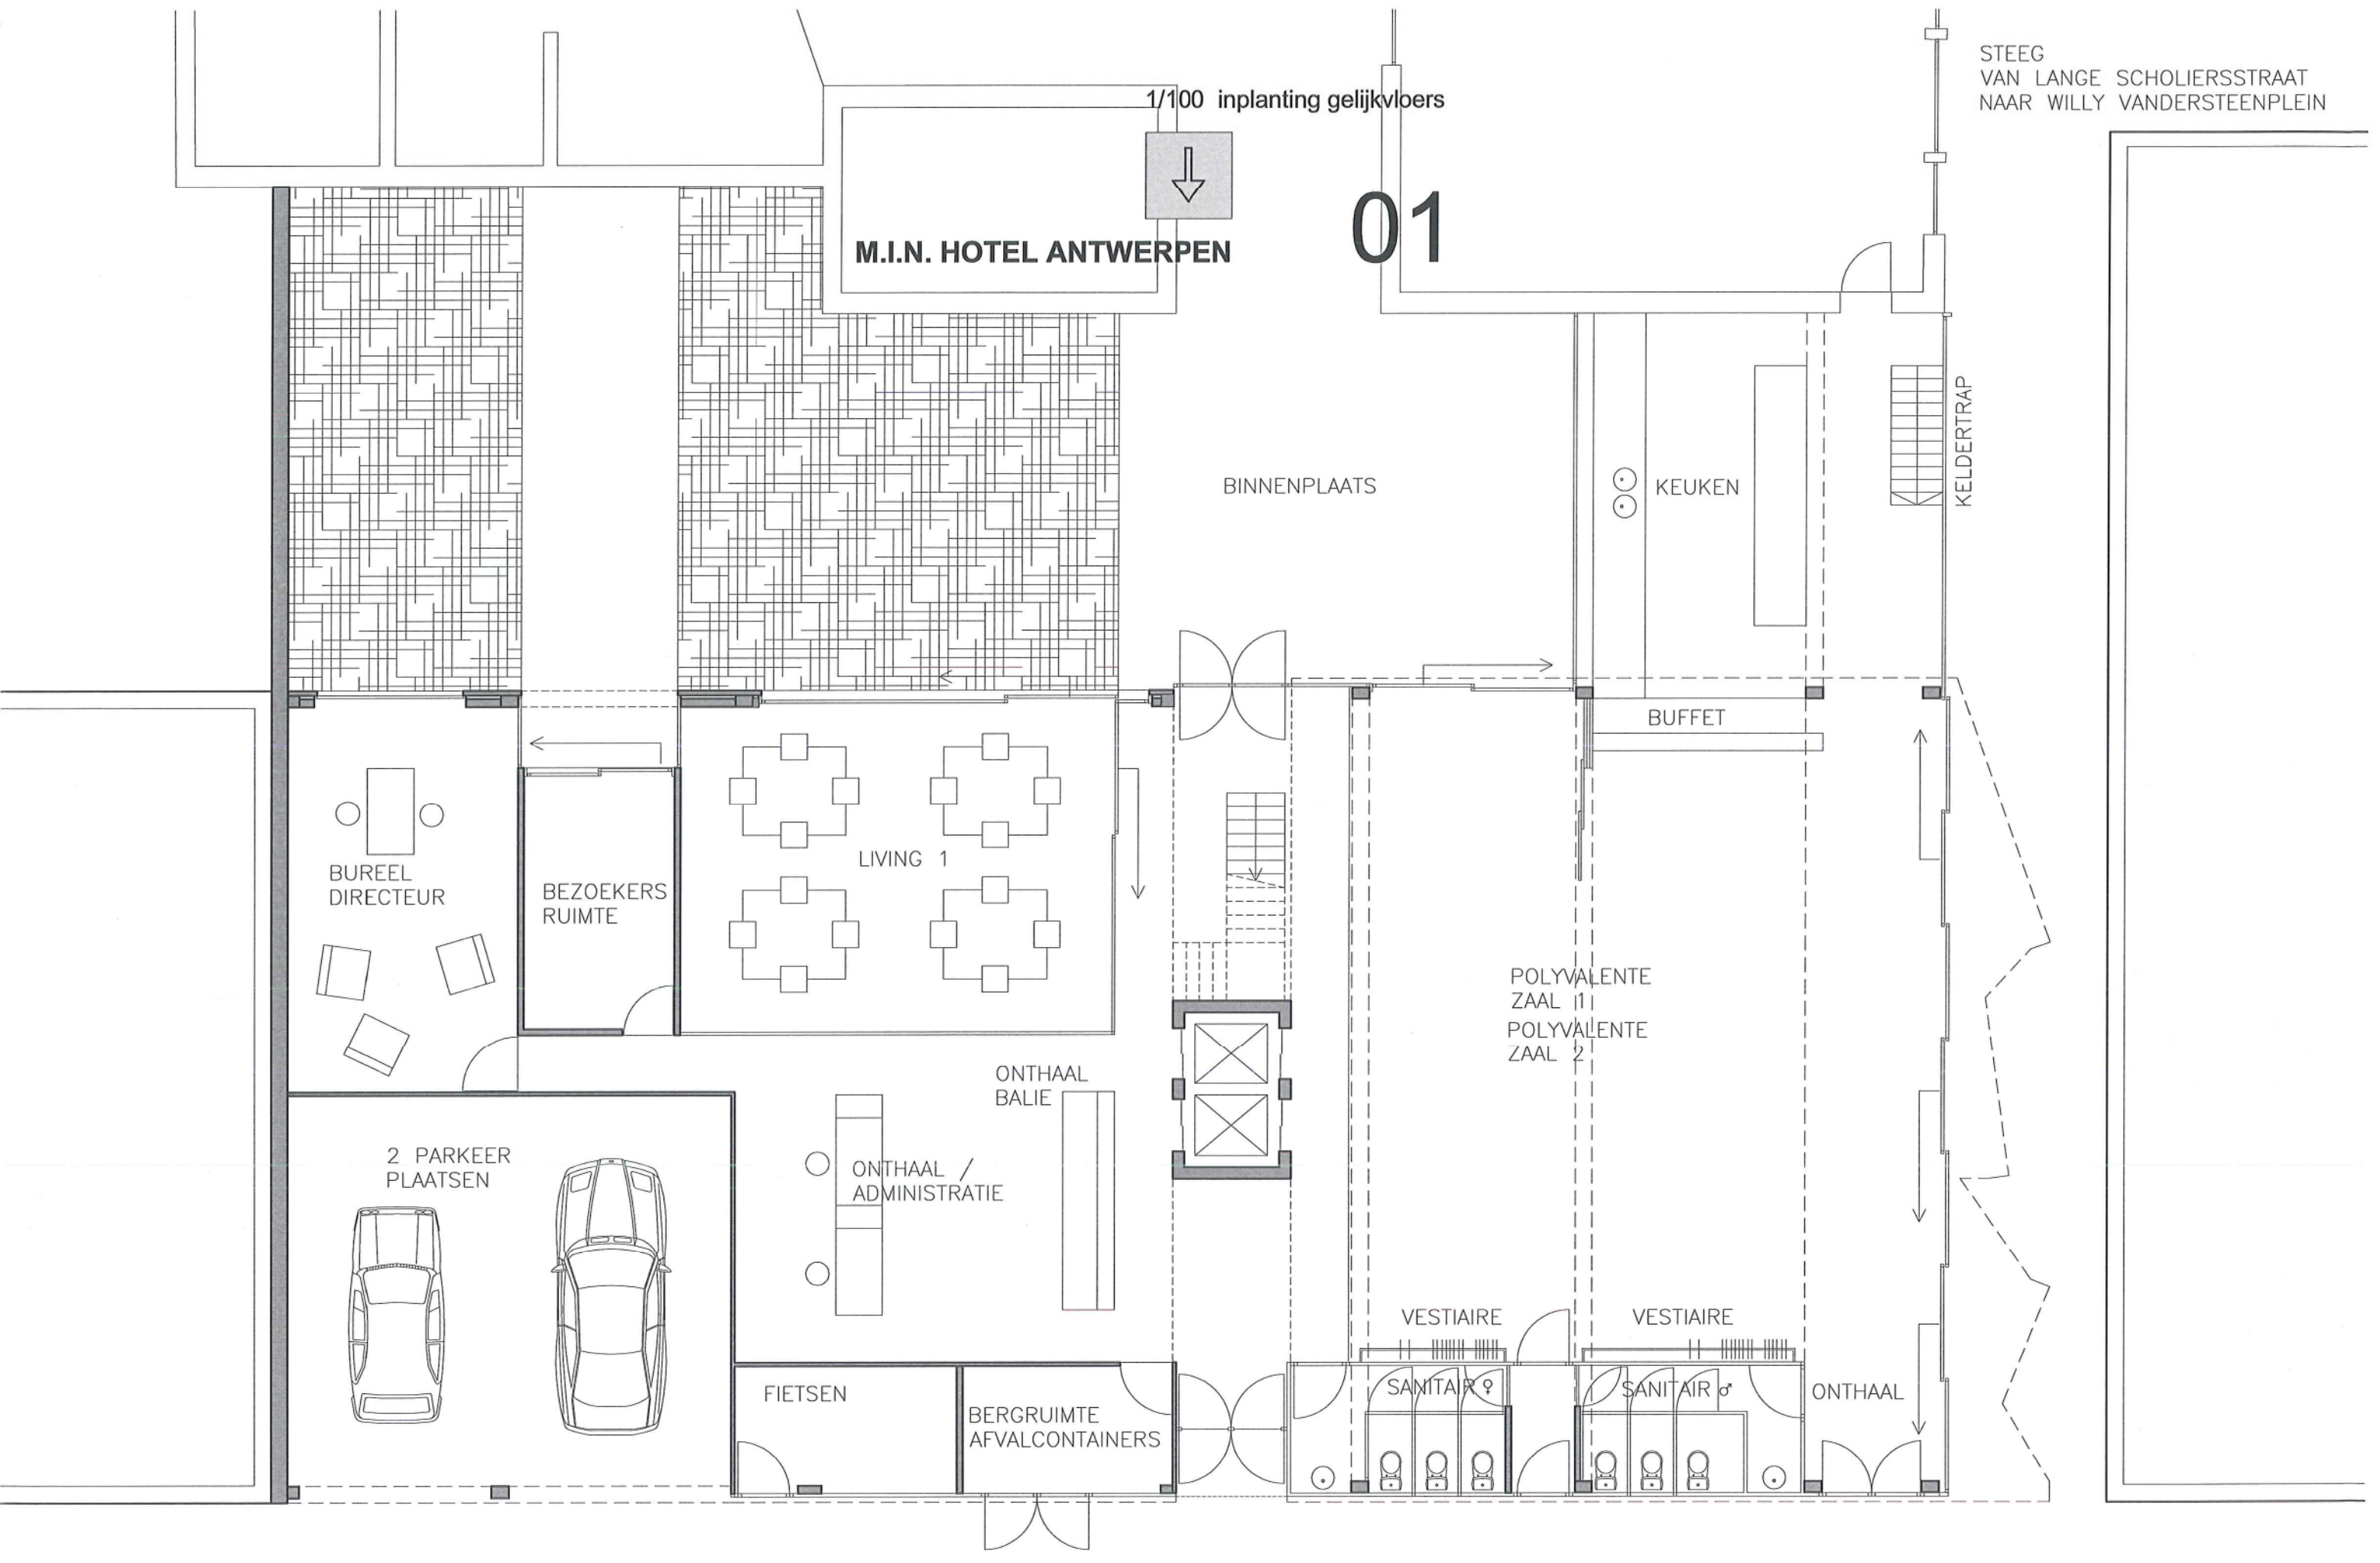 STEEG
VAN LANGE SCHOLIERSSTRAAT
NAAR WILLY VANDERSTEENPLEIN
1/100 inplanting gelijkvloers
01
M.I.N. HOTEL ANTWERPEN
BINNENPLAATS
KEUKEN
KELDERTRAP
BUFFET
LIVING 1
BUREEL
DIRECTEUR
BEZOEKERS
RUIMTE
POLYVALENTE
ZAAL 1
POLYVALENTE
ZAAL 2
ONTHAAL
BALIE
2 PARKEER
PLAATSEN
ONTHAAL /
ADMINISTRATIE
VESTIAIRE
VESTIAIRE
FIETSEN
BERGRUIMTE
AFVALCONTAINERS
SANITAIR ♀
SANITAIR ♂
ONTHAAL